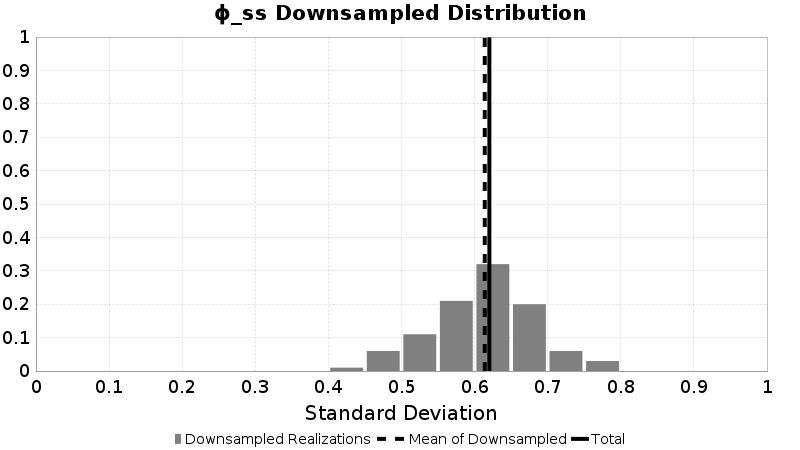 ϕ_ss Downsampled Distribution
1
0.9
0.8
0.7
0.6
0.5
0.4
0.3
0.2
0.1
0
0 0.1 0.2 0.3 0.4 0.5 0.6 0.7 0.8 0.9 1
Standard Deviation
Downsampled Realizations Mean of Downsampled Total